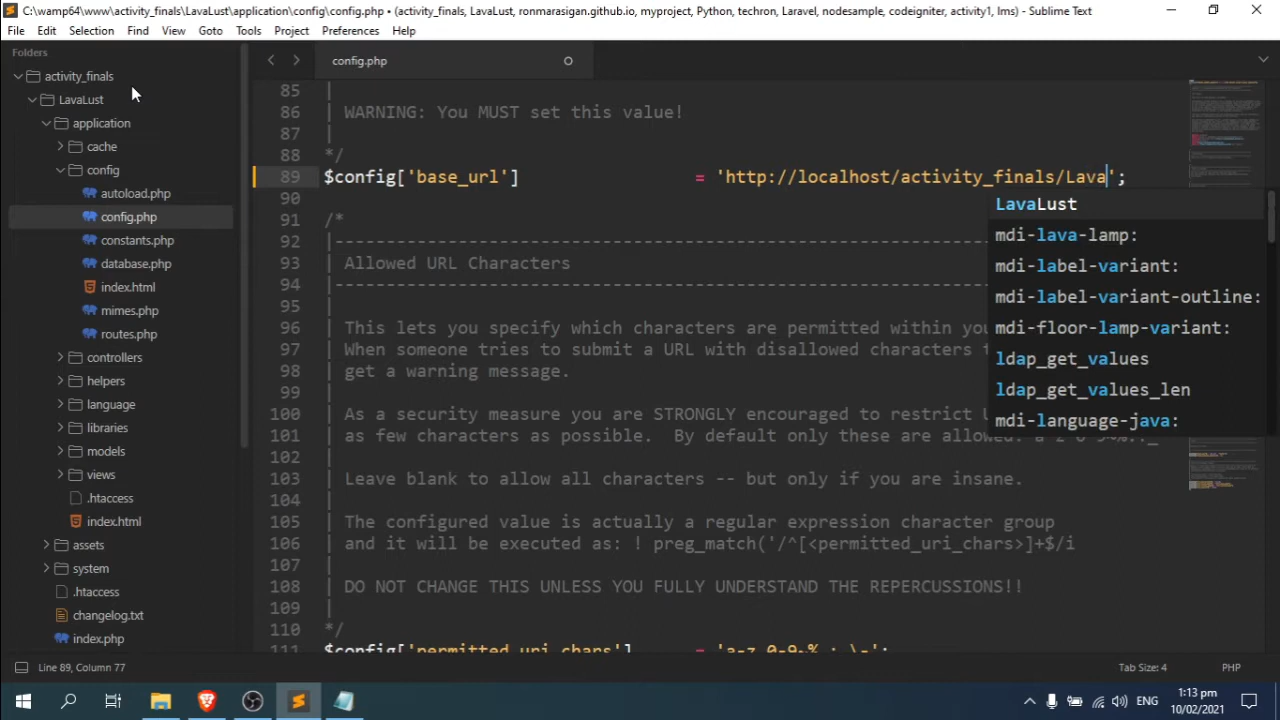 C:\wamp64\www\activity_finals\LavaLust\application\config\config.php • (activity_finals, LavaLust, ronmarasigan.github.io, myproject, Python, techron, Laravel, nodesample, codeigniter, activity1, lms) - Sublime Text
File Edit Selection Find View Goto Tools Project Preferences Help
Folders
activity_finals
LavaLust
application
cache
config
autoload.php
config.php
constants.php
database.php
index.html
mimes.php
routes.php
controllers
helpers
language
libraries
models
views
.htaccess
index.html
assets
system
.htaccess
changelog.txt
index.php
config.php
85 |
86 | WARNING: You MUST set this value!
87 |
88 */
89 $config['base_url'] = 'http://localhost/activity_finals/Lava';
90
91 /*
92 |--------------------------------------------------------------------------
93 | Allowed URL Characters
94 |--------------------------------------------------------------------------
95 |
96 | This lets you specify which characters are permitted within
97 | When someone tries to submit a URL with disallowed characters
98 | get a warning message.
99 |
100 | As a security measure you are STRONGLY encouraged to restrict
101 | as few characters as possible.  By default only these are allowed:
102 |
103 | Leave blank to allow all characters -- but only if you are insane.
104 |
105 | The configured value is actually a regular expression character group
106 | and it will be executed as: ! preg_match('/^[<permitted_uri_chars>]+$/i
107 |
108 | DO NOT CHANGE THIS UNLESS YOU FULLY UNDERSTAND THE REPERCUSSIONS!!
109 |
110 */
111 $config['permitted_uri_chars'] = 'a-z 0-9~%.:_\-';
LavaLust
mdi-lava-lamp:
mdi-label-variant:
mdi-label-variant-outline:
mdi-floor-lamp-variant:
ldap_get_values
ldap_get_values_len
mdi-language-java:
Line 89, Column 77
Tab Size: 4
PHP
ENG
1:13 pm
10/02/2021